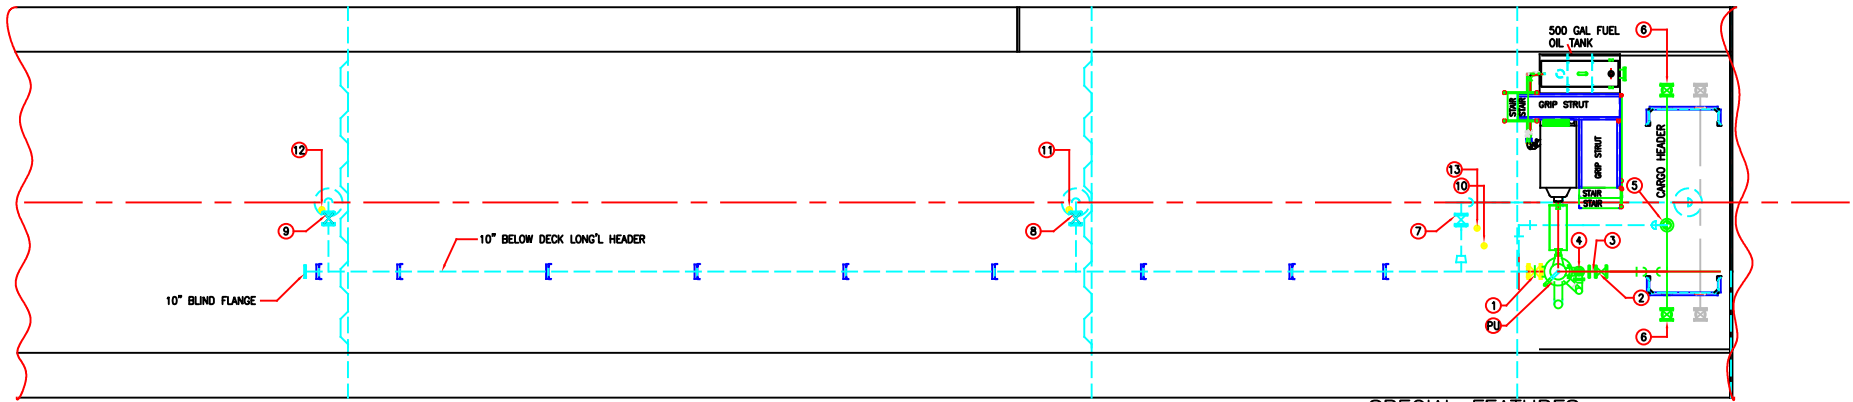 500 GAL FUEL
OIL TANK
6
STAIR
STAIR
GRIP STRUT
GRIP STRUT
CARGO HEADER
12
11
13
10
5
STAIR
STAIR
9
8
7
10" BELOW DECK LONG'L HEADER
4
3
10" BLIND FLANGE
1
2
PU
6
SPECIAL FEATURES